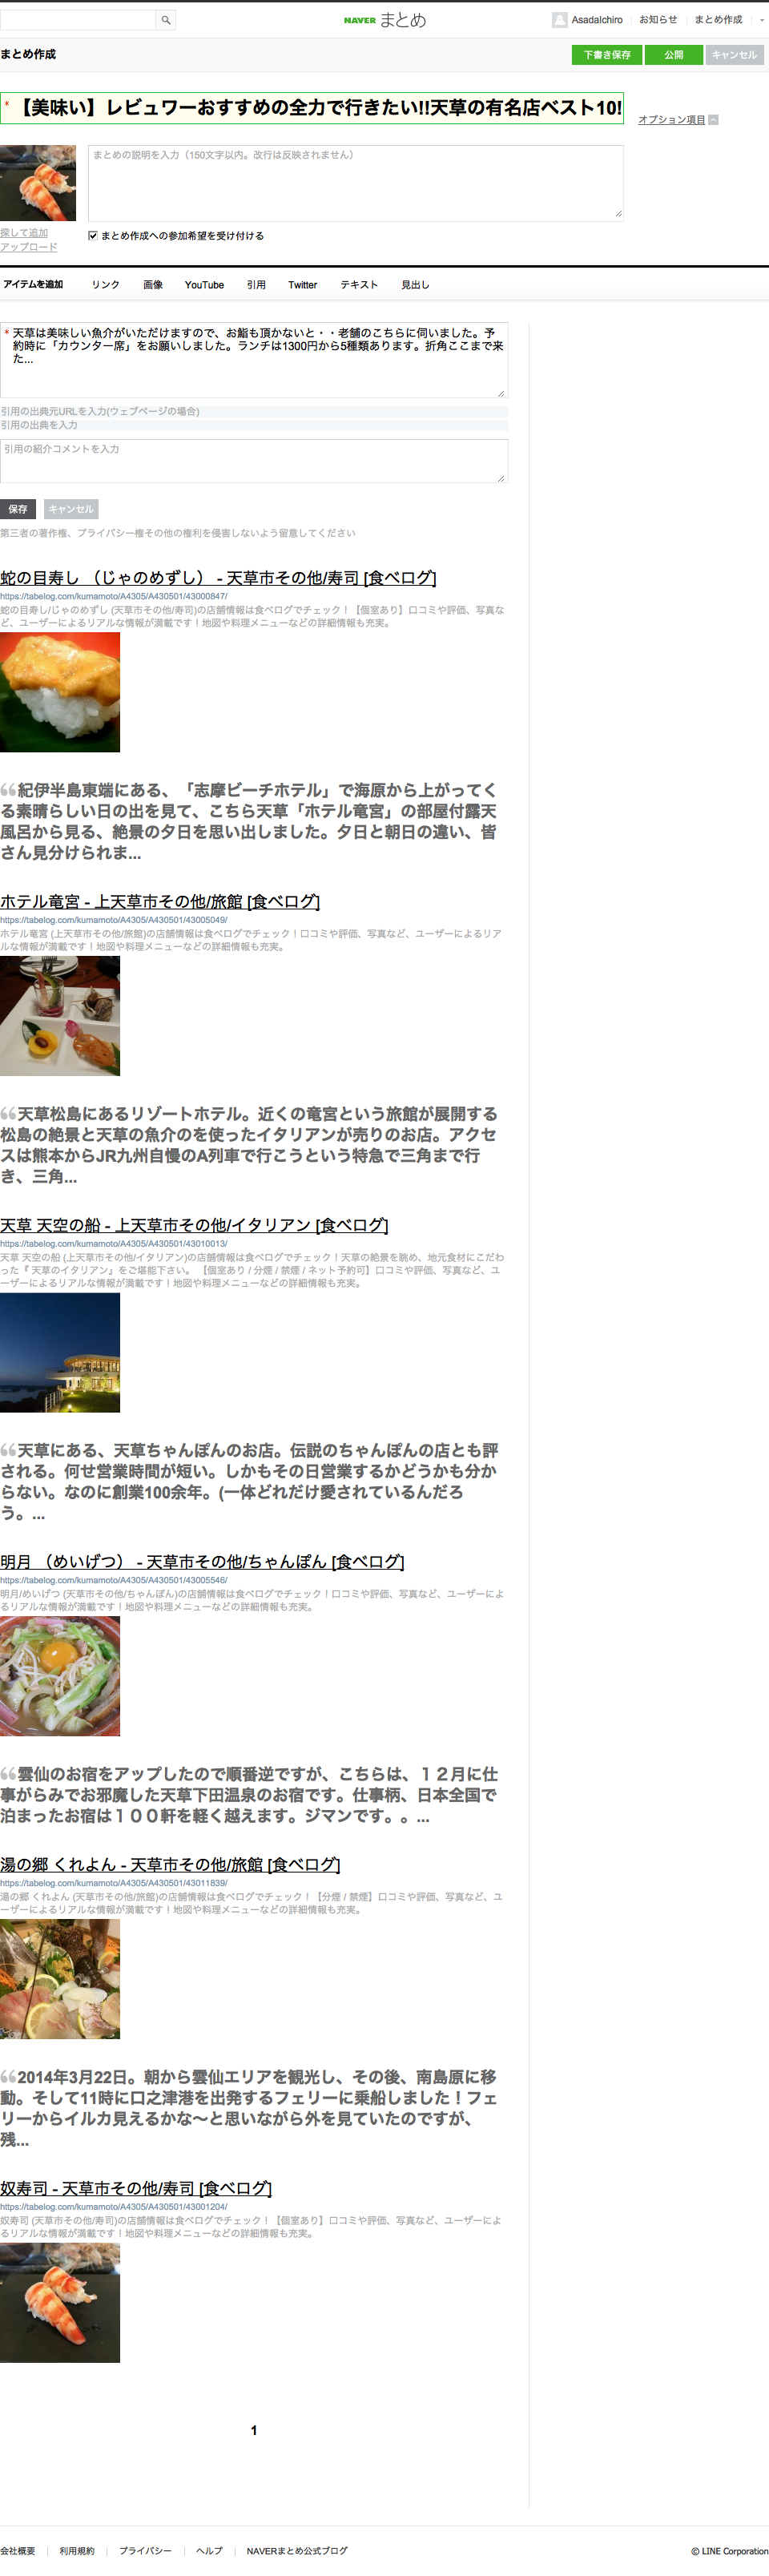 NAVER まとめ
AsadaIchiro
お知らせ
まとめ作成
まとめ作成
下書き保存
公開
キャンセル
* 【美味い】レビュワーおすすめの全力で行きたい!!天草の有名店ベスト10!
オプション項目
まとめの説明を入力（150文字以内。改行は反映されません）
探して追加
アップロード
まとめ作成への参加希望を受け付ける
アイテムを追加
リンク
画像
YouTube
引用
Twitter
テキスト
見出し
* 天草は美味しい魚介がいただけますので、お鮨も頂かないと・・老舗のこちらに伺いました。予
約時に「カウンター席」をお願いしました。ランチは1300円から5種類あります。折角ここまで来
た...
引用の出典元URLを入力(ウェブページの場合)
引用の出典を入力
引用の紹介コメントを入力
保存
キャンセル
第三者の著作権、プライバシー権その他の権利を侵害しないよう留意してください
蛇の目寿し （じゃのめずし） - 天草市その他/寿司 [食べログ]
https://tabelog.com/kumamoto/A4305/A430501/43000847/
蛇の目寿し/じゃのめずし (天草市その他/寿司)の店舗情報は食べログでチェック！【個室あり】口コミや評価、写真な
ど、ユーザーによるリアルな情報が満載です！地図や料理メニューなどの詳細情報も充実。
“紀伊半島東端にある、「志摩ビーチホテル」で海原から上がってく
る素晴らしい日の出を見て、こちら天草「ホテル竜宮」の部屋付露天
風呂から見る、絶景の夕日を思い出しました。夕日と朝日の違い、皆
さん見分けられま...
ホテル竜宮 - 上天草市その他/旅館 [食べログ]
https://tabelog.com/kumamoto/A4305/A430501/43005049/
ホテル竜宮 (上天草市その他/旅館)の店舗情報は食べログでチェック！口コミや評価、写真など、ユーザーによるリア
ルな情報が満載です！地図や料理メニューなどの詳細情報も充実。
“天草松島にあるリゾートホテル。近くの竜宮という旅館が展開する
松島の絶景と天草の魚介のを使ったイタリアンが売りのお店。アクセ
スは熊本からJR九州自慢のA列車で行こうという特急で三角まで行
き、三角...
天草 天空の船 - 上天草市その他/イタリアン [食べログ]
https://tabelog.com/kumamoto/A4305/A430501/43010013/
天草 天空の船 (上天草市その他/イタリアン)の店舗情報は食べログでチェック！天草の絶景を眺め、地元食材にこだわ
った『 天草のイタリアン』をご堪能下さい。 【個室あり / 分煙 / 禁煙 / ネット予約可】口コミや評価、写真など、ユ
ーザーによるリアルな情報が満載です！地図や料理メニューなどの詳細情報も充実。
“天草にある、天草ちゃんぽんのお店。伝説のちゃんぽんの店とも評
される。何せ営業時間が短い。しかもその日営業するかどうかも分か
らない。なのに創業100余年。(一体どれだけ愛されているんだろ
う。...
明月 （めいげつ） - 天草市その他/ちゃんぽん [食べログ]
https://tabelog.com/kumamoto/A4305/A430501/43005546/
明月/めいげつ (天草市その他/ちゃんぽん)の店舗情報は食べログでチェック！口コミや評価、写真など、ユーザーによ
るリアルな情報が満載です！地図や料理メニューなどの詳細情報も充実。
“雲仙のお宿をアップしたので順番逆ですが、こちらは、１２月に仕
事がらみでお邪魔した天草下田温泉のお宿です。仕事柄、日本全国で
泊まったお宿は１００軒を軽く越えます。ジマンです。。...
湯の郷 くれよん - 天草市その他/旅館 [食べログ]
https://tabelog.com/kumamoto/A4305/A430501/43011839/
湯の郷 くれよん (天草市その他/旅館)の店舗情報は食べログでチェック！【分煙 / 禁煙】口コミや評価、写真など、ユ
ーザーによるリアルな情報が満載です！地図や料理メニューなどの詳細情報も充実。
“2014年3月22日。朝から雲仙エリアを観光し、その後、南島原に移
動。そして11時に口之津港を出発するフェリーに乗船しました！フェ
リーからイルカ見えるかな～と思いながら外を見ていたのですが、
残...
奴寿司 - 天草市その他/寿司 [食べログ]
https://tabelog.com/kumamoto/A4305/A430501/43001204/
奴寿司 (天草市その他/寿司)の店舗情報は食べログでチェック！【個室あり】口コミや評価、写真など、ユーザーによ
るリアルな情報が満載です！地図や料理メニューなどの詳細情報も充実。
1
会社概要
利用規約
プライバシー
ヘルプ
NAVERまとめ公式ブログ
© LINE Corporation